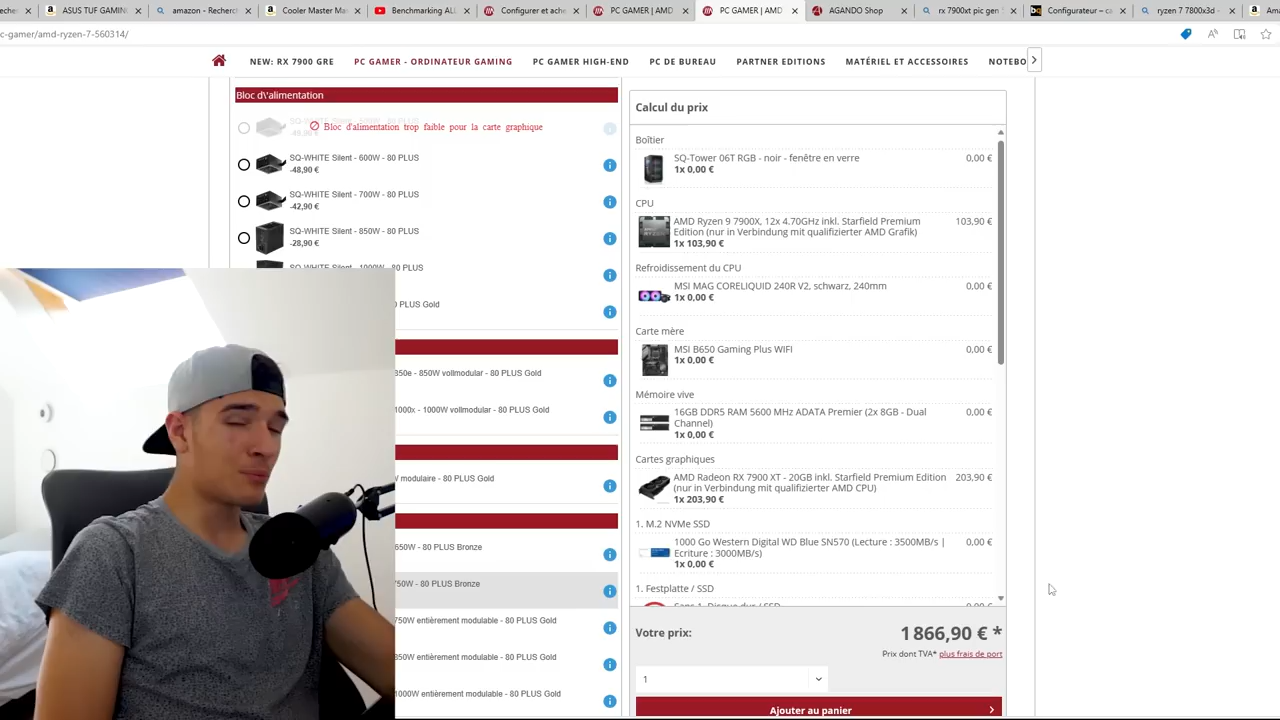 echer
ASUS TUF GAMING
amazon - Recherch
Cooler Master Ma
Benchmarking ALL
Configurer et ache
PC GAMER | AMD
PC GAMER | AMD
AGANDO Shop
rx 7900xt pic gen 5
Configurateur – ca
ryzen 7 7800x3d -
Ama
c-gamer/amd-ryzen-7-560314/
NEW: RX 7900 GRE
PC GAMER - ORDINATEUR GAMING
PC GAMER HIGH-END
PC DE BUREAU
PARTNER EDITIONS
MATÉRIEL ET ACCESSOIRES
NOTEBO
Bloc d\'alimentation
Bloc d'alimentation trop faible pour la carte graphique
SQ-WHITE Silent - 600W - 80 PLUS
-48,90 €
SQ-WHITE Silent - 700W - 80 PLUS
-42,90 €
SQ-WHITE Silent - 850W - 80 PLUS
-28,90 €
SQ-WHITE Silent - 1000W - 80 PLUS
0 PLUS Gold
850e - 850W vollmodular - 80 PLUS Gold
1000x - 1000W vollmodular - 80 PLUS Gold
modulaire - 80 PLUS Gold
650W - 80 PLUS Bronze
750W - 80 PLUS Bronze
750W entièrement modulable - 80 PLUS Gold
850W entièrement modulable - 80 PLUS Gold
1000W entièrement modulable - 80 PLUS Gold
Calcul du prix
Boîtier
SQ-Tower 06T RGB - noir - fenêtre en verre 0,00 €
1x 0,00 €
CPU
AMD Ryzen 9 7900X, 12x 4.70GHz inkl. Starfield Premium 103,90 €
Edition (nur in Verbindung mit qualifizierter AMD Grafik)
1x 103,90 €
Refroidissement du CPU
MSI MAG CORELIQUID 240R V2, schwarz, 240mm 0,00 €
1x 0,00 €
Carte mère
MSI B650 Gaming Plus WIFI 0,00 €
1x 0,00 €
Mémoire vive
16GB DDR5 RAM 5600 MHz ADATA Premier (2x 8GB - Dual 0,00 €
Channel)
1x 0,00 €
Cartes graphiques
AMD Radeon RX 7900 XT - 20GB inkl. Starfield Premium Edition 203,90 €
(nur in Verbindung mit qualifizierter AMD CPU)
1x 203,90 €
1. M.2 NVMe SSD
1000 Go Western Digital WD Blue SN570 (Lecture : 3500MB/s | 0,00 €
Ecriture : 3000MB/s)
1x 0,00 €
1. Festplatte / SSD
Sans 1. Disque dur / SSD 0,00 €
Votre prix: 1 866,90 € *
Prix dont TVA* plus frais de port
1
Ajouter au panier